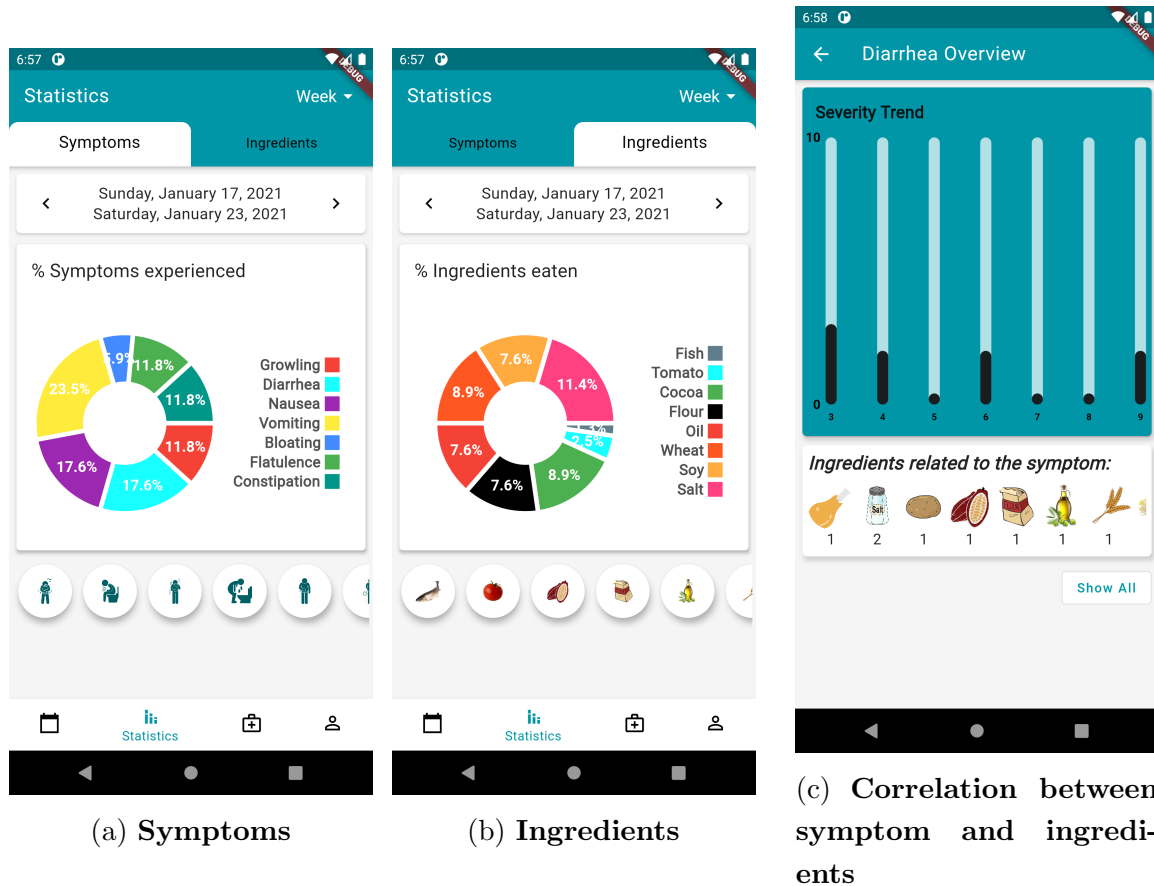 6:57
DEBUG
Statistics
Week
Symptoms
Ingredients
Sunday, January 17, 2021
Saturday, January 23, 2021
% Symptoms experienced
5.9%
11.8%
23.5%
11.8%
11.8%
17.6%
17.6%
Growling
Diarrhea
Nausea
Vomiting
Bloating
Flatulence
Constipation
Statistics
(a) Symptoms
6:57
DEBUG
Statistics
Week
Symptoms
Ingredients
Sunday, January 17, 2021
Saturday, January 23, 2021
% Ingredients eaten
7.6%
11.4%
8.9%
1.3%
2.5%
7.6%
8.9%
7.6%
Fish
Tomato
Cocoa
Flour
Oil
Wheat
Soy
Salt
Statistics
(b) Ingredients
6:58
DEBUG
Diarrhea Overview
Severity Trend
10
0
3 4 5 6 7 8 9
Ingredients related to the symptom:
Salt
1 2 1 1 1 1 1
Show All
(c) Correlation between
symptom and ingredi-
ents